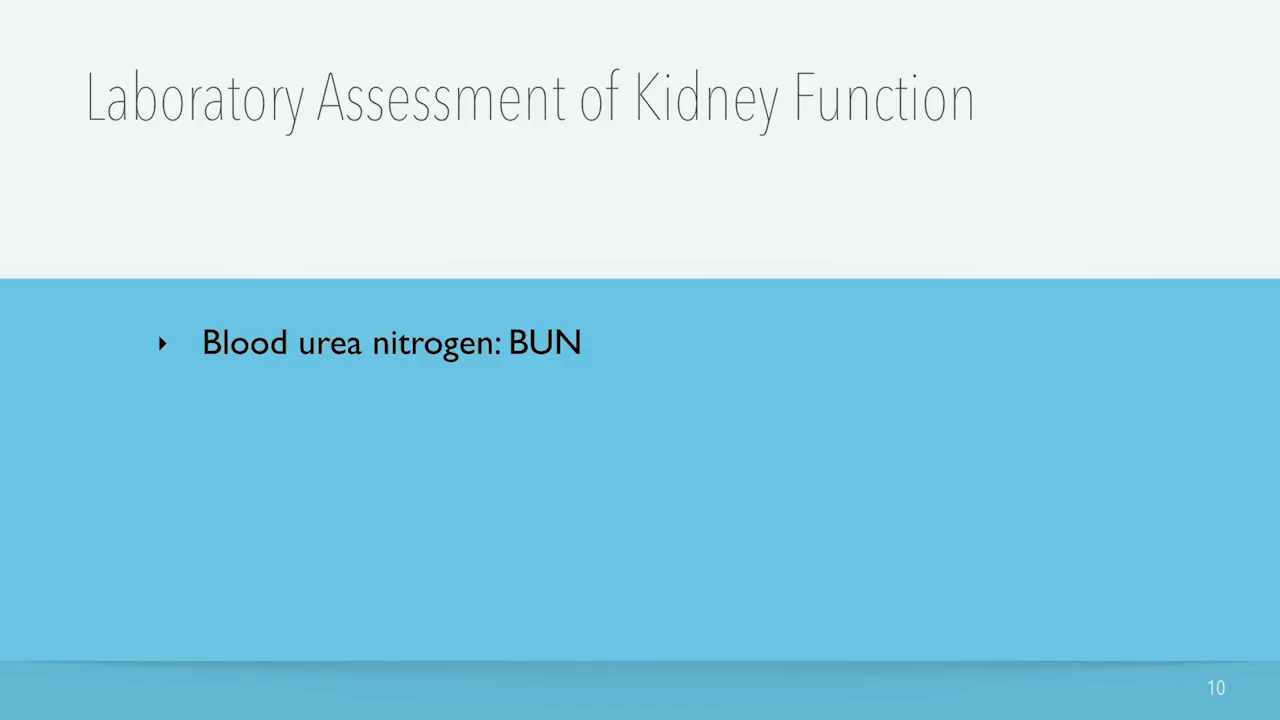 Laboratory Assessment of Kidney Function
‣ Blood urea nitrogen: BUN
10